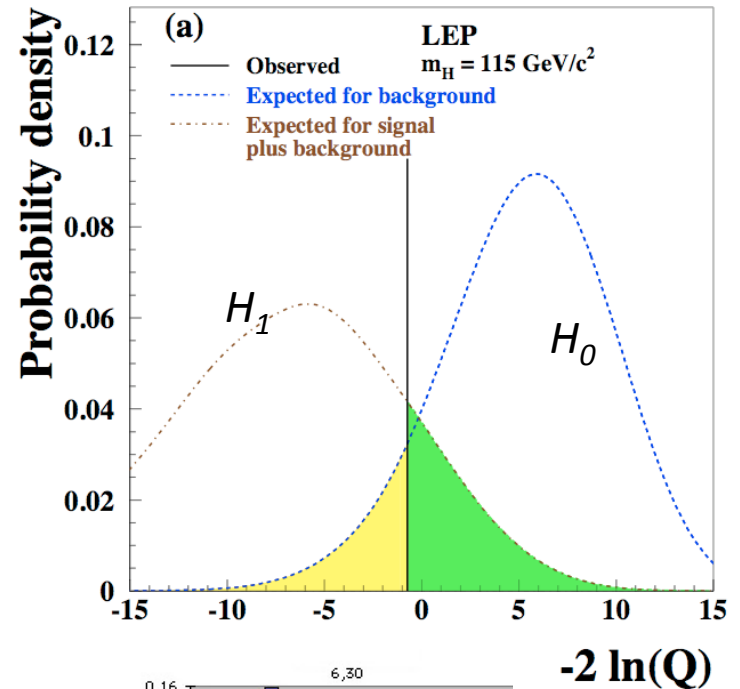 (a)
LEP
m_H = 115 GeV/c²
Observed
Expected for background
Expected for signal
plus background
Probability density
0.12
0.1
0.08
0.06
0.04
0.02
0
H₁
H₀
-15 -10 -5 0 5 10 15
-2 ln(Q)
6,30
0.16